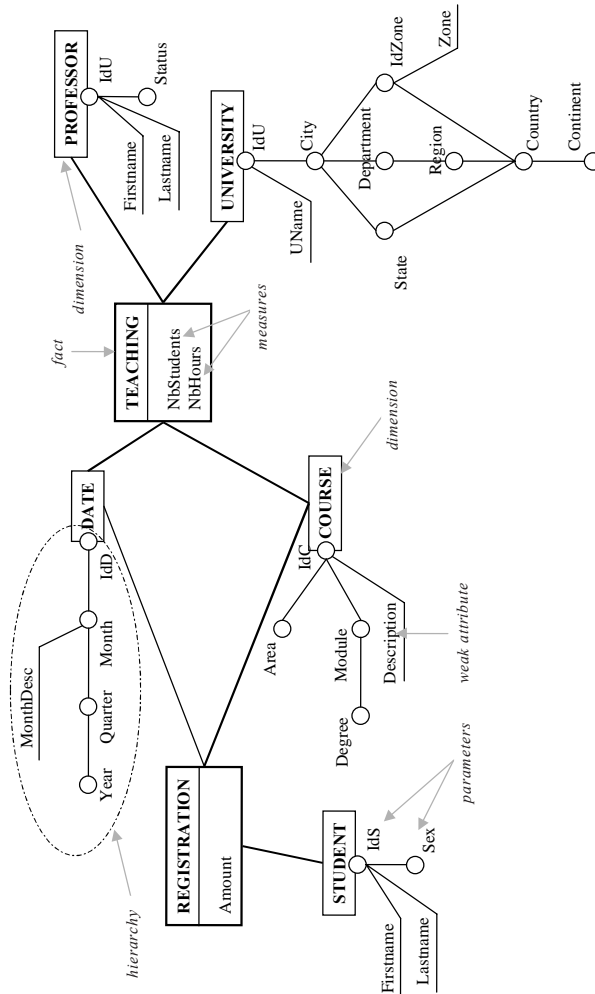 fact
dimension
PROFESSOR
IdU
Status
Firstname
Lastname
TEACHING
NbStudents
NbHours
measures
UNIVERSITY
IdU
UName
City
State
Department
Region
IdZone
Zone
Country
Continent
MonthDesc
Year
Quarter
Month
IdD
DATE
hierarchy
REGISTRATION
Amount
COURSE
IdC
Area
Module
Degree
Description
dimension
weak attribute
STUDENT
IdS
Sex
Firstname
Lastname
parameters